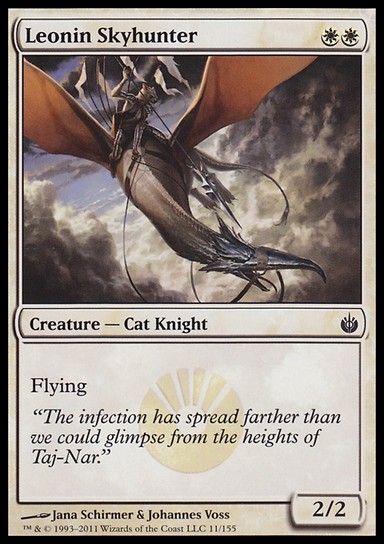 Leonin Skyhunter
Creature — Cat Knight
Flying
“The infection has spread farther than
we could glimpse from the heights of
Taj-Nar.”
Jana Schirmer & Johannes Voss
™ & © 1993–2011 Wizards of the Coast LLC 11/155
2/2